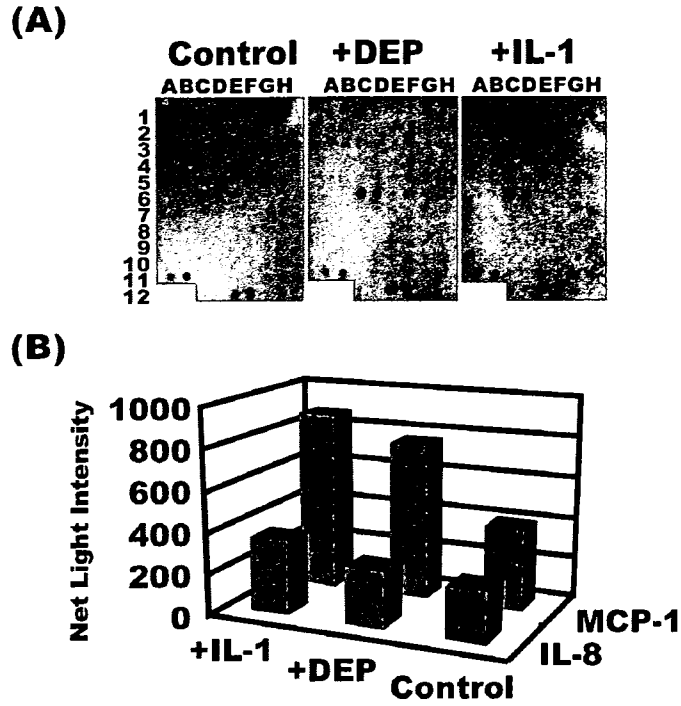 (A)
Control +DEP +IL-1
ABCDEFGH ABCDEFGH ABCDEFGH
1
2
3
4
5
6
7
8
9
10
11
12
(B)
Net Light Intensity
1000
800
600
400
200
0
+IL-1
+DEP
Control
IL-8
MCP-1